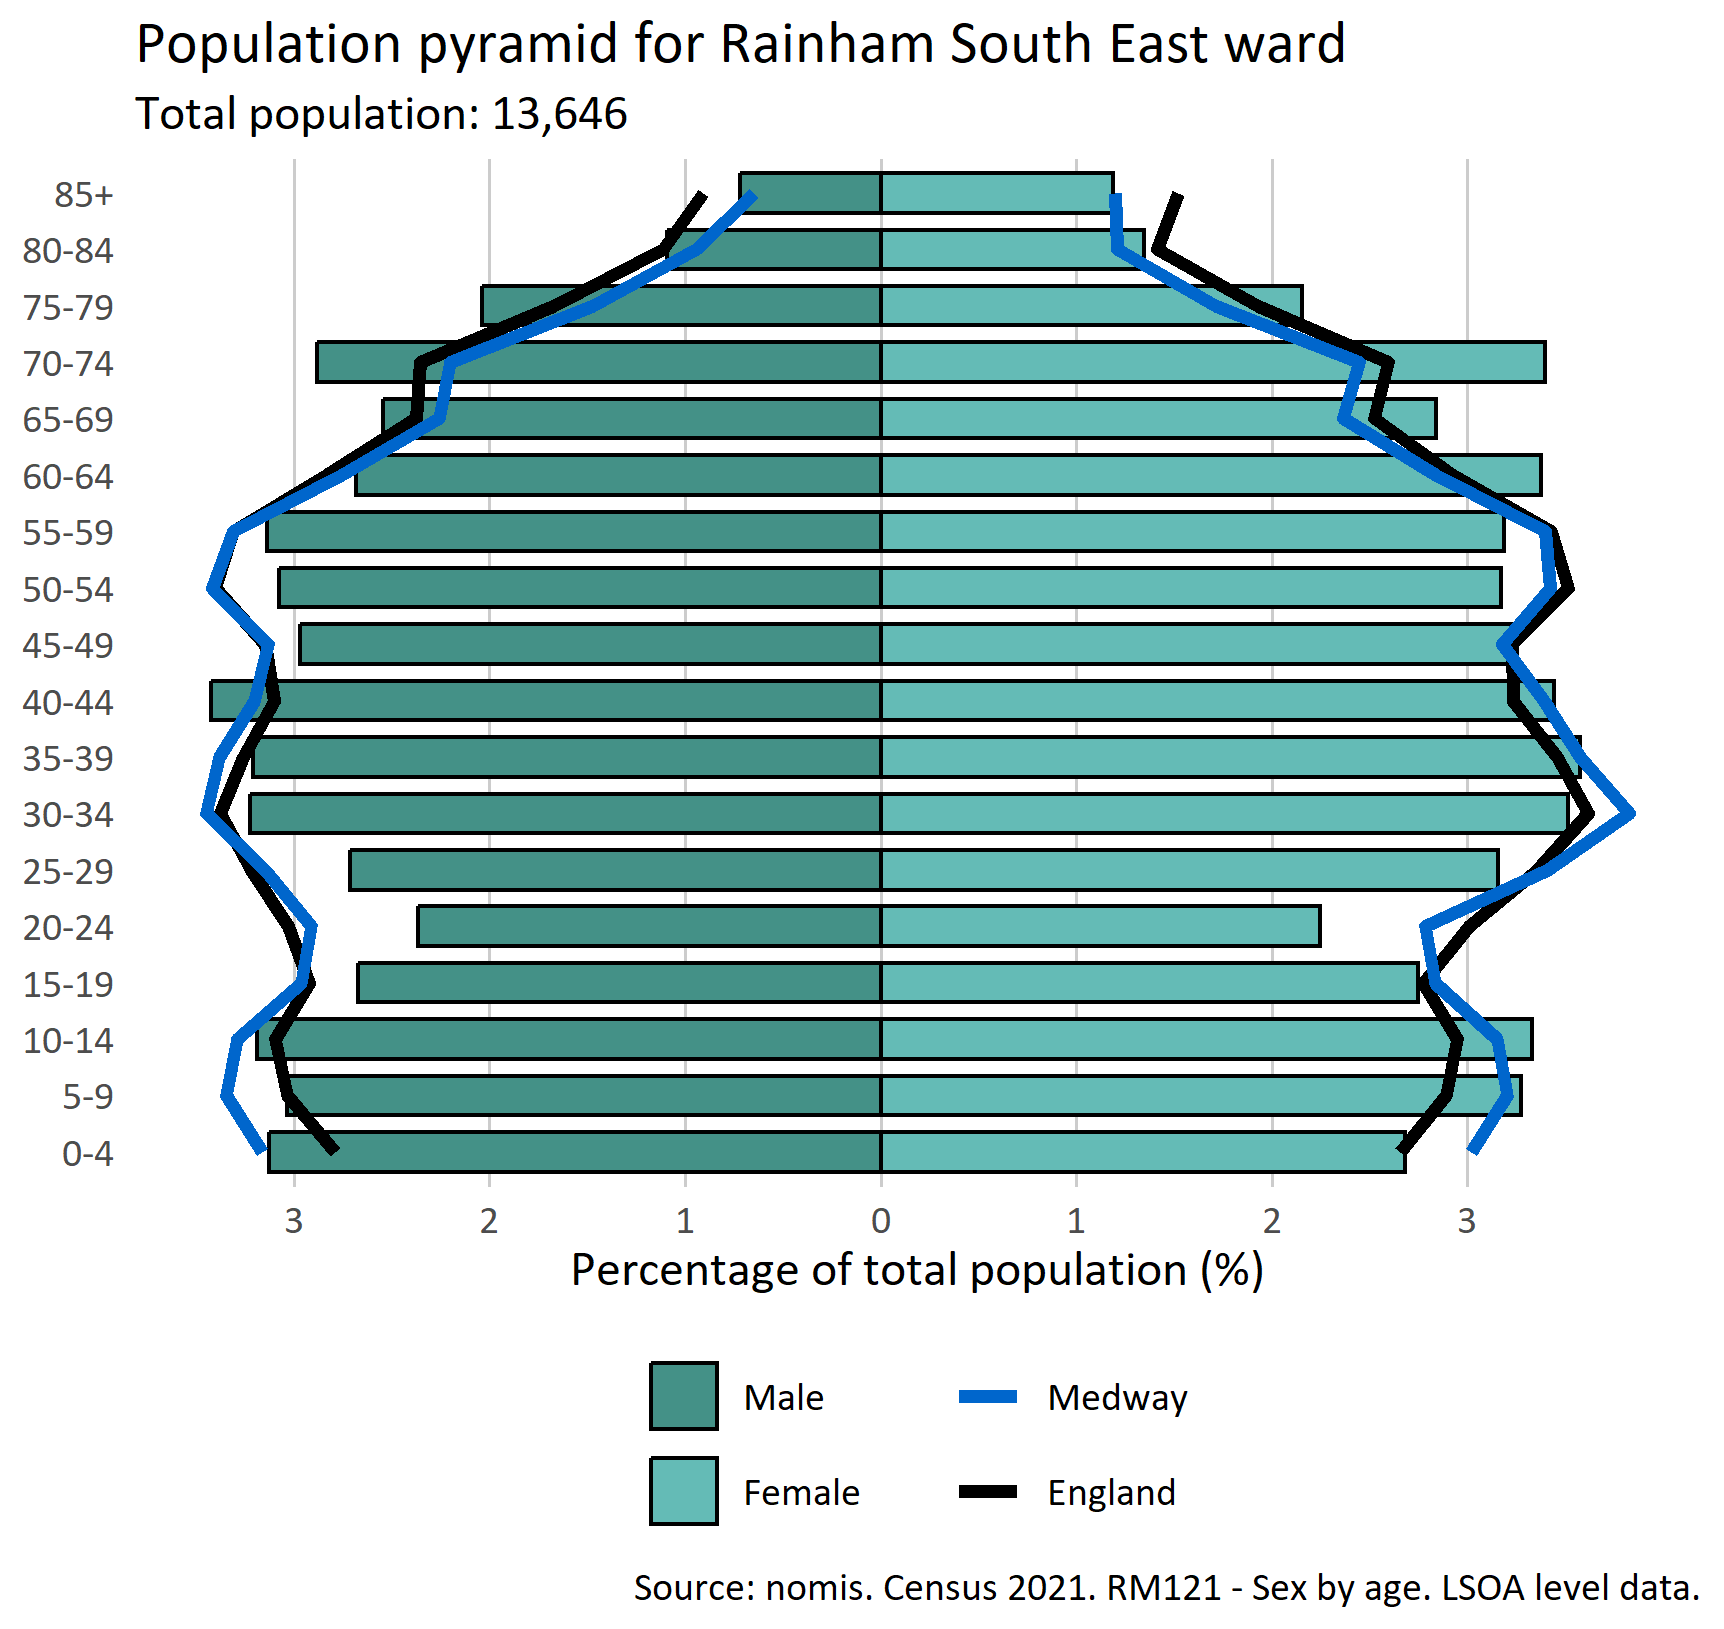 Population pyramid for Rainham South East ward
Total population: 13,646
85+
80-84
75-79
70-74
65-69
60-64
55-59
50-54
45-49
40-44
35-39
30-34
25-29
20-24
15-19
10-14
5-9
0-4
3 2 1 0 1 2 3
Percentage of total population (%)
Male Medway
Female England
Source: nomis. Census 2021. RM121 - Sex by age. LSOA level data.